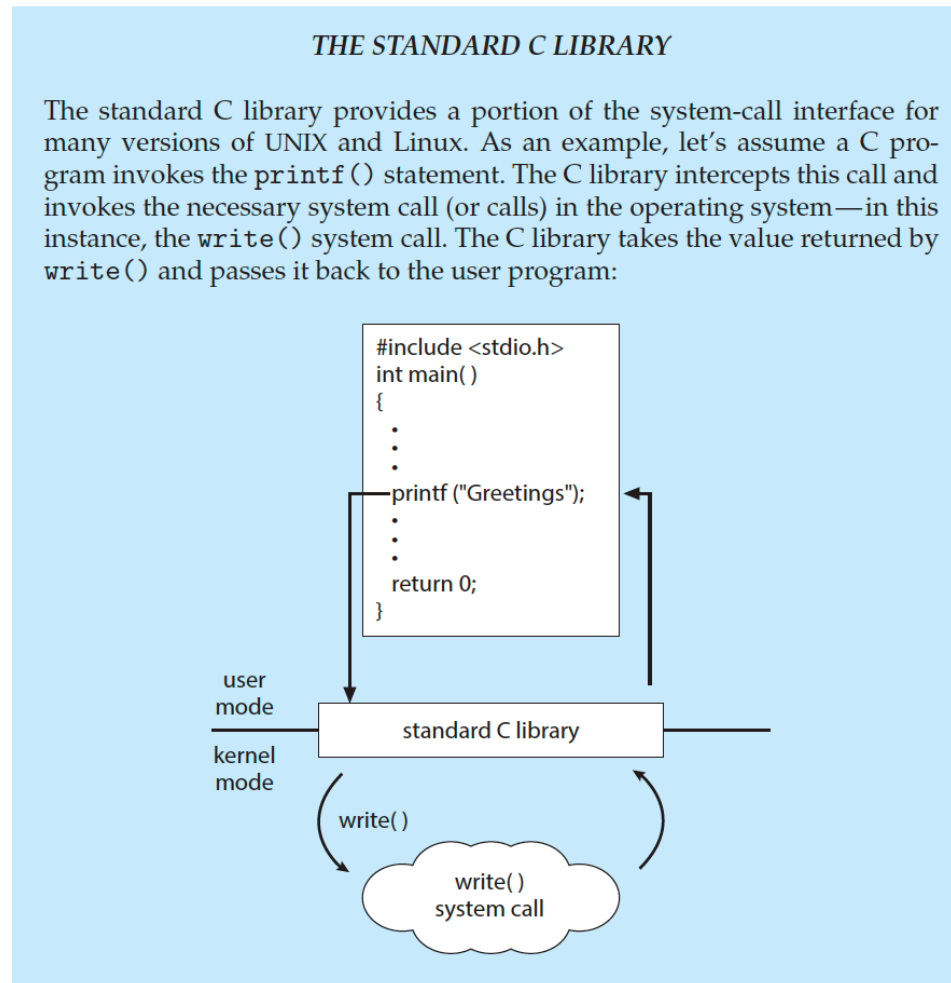 THE STANDARD C LIBRARY
The standard C library provides a portion of the system-call interface for
many versions of UNIX and Linux. As an example, let’s assume a C pro-
gram invokes the printf() statement. The C library intercepts this call and
invokes the necessary system call (or calls) in the operating system—in this
instance, the write() system call. The C library takes the value returned by
write() and passes it back to the user program:
#include <stdio.h>
int main( )
{
•
•
•
printf ("Greetings");
•
•
•
return 0;
}
user
mode
standard C library
kernel
mode
write( )
write( )
system call